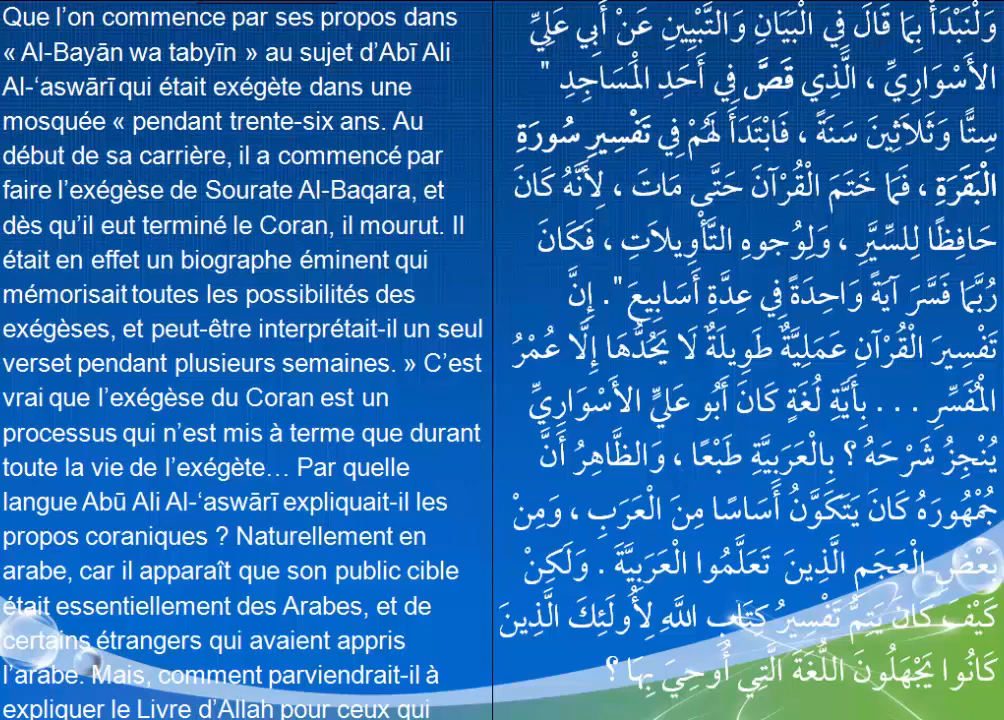 Que l’on commence par ses propos dans
« Al-Bayān wa tabyīn » au sujet d’Abī Ali
Al-‘aswārī qui était exégète dans une
mosquée « pendant trente-six ans. Au
début de sa carrière, il a commencé par
faire l’exégèse de Sourate Al-Baqara, et
dès qu’il eut terminé le Coran, il mourut. Il
était en effet un biographe éminent qui
mémorisait toutes les possibilités des
exégèses, et peut-être interprétait-il un seul
verset pendant plusieurs semaines. » C’est
vrai que l’exégèse du Coran est un
processus qui n’est mis à terme que durant
toute la vie de l’exégète… Par quelle
langue Abū Ali Al-‘aswārī expliquait-il les
propos coraniques ? Naturellement en
arabe, car il apparaît que son public cible
était essentiellement des Arabes, et de
certains étrangers qui avaient appris
l’arabe. Mais, comment parviendrait-il à
expliquer le Livre d’Allah pour ceux qui
وَلْنَبْدَأْ بِمَا قَالَ فِي الْبَيَانِ وَالتَّبْيِينِ عَنْ أَبِي عَلِيٍّ
الأَسْوَارِيِّ ، الَّذِي قَصَّ فِي أَحَدِ الْمَسَاجِدِ "
سِتًّا وَثَلاَثِينَ سَنَةً ، فَابْتَدَأَ لَهُمْ فِي تَفْسِيرِ سُورَةِ
الْبَقَرَةِ ، فَمَا خَتَمَ الْقُرْآنَ حَتَّى مَاتَ ، لِأَنَّهُ كَانَ
حَافِظًا لِلسِّيَّرِ ، وَلِوُجوهِ التَّأْوِيلاَتِ ، فَكَانَ
رُبَّمَا فَسَّرَ آيَةً وَاحِدَةً فِي عِدَّةِ أَسَابِيعَ ". إِنَّ
تَفْسِيرَ الْقُرْآنِ عَمَلِيَّةٌ طَوِيلَةٌ لَا يَحُدُّهَا إِلَّا عُمْرُ
الْمُفَسِّرِ . . . بِأَيَّةِ لُغَةٍ كَانَ أَبُو عَلِيٍّ الأَسْوَارِيِّ
يُنْجِزُ شَرْحَهُ ؟ بِالْعَرَبِيَّةِ طَبْعًا ، وَالظَّاهِرُ أَنَّ
جُمْهُورَهُ كَانَ يَتَكَوَّنُ أَسَاسًا مِنَ الْعَرَبِ ، وَمِنْ
بَعْضِ الْعَجَمِ الَّذِينَ تَعَلَّمُوا الْعَرَبِيَّةَ . وَلَكِنْ
كَيْفَ كَانَ يَتِمُّ تَفْسِيرُ كِتَابِ اللَّهِ لِأُولَئِكَ الَّذِينَ
كَانُوا يَجْهَلُونَ اللُّغَةَ الَّتِي أُوحِيَ بِهَا ؟